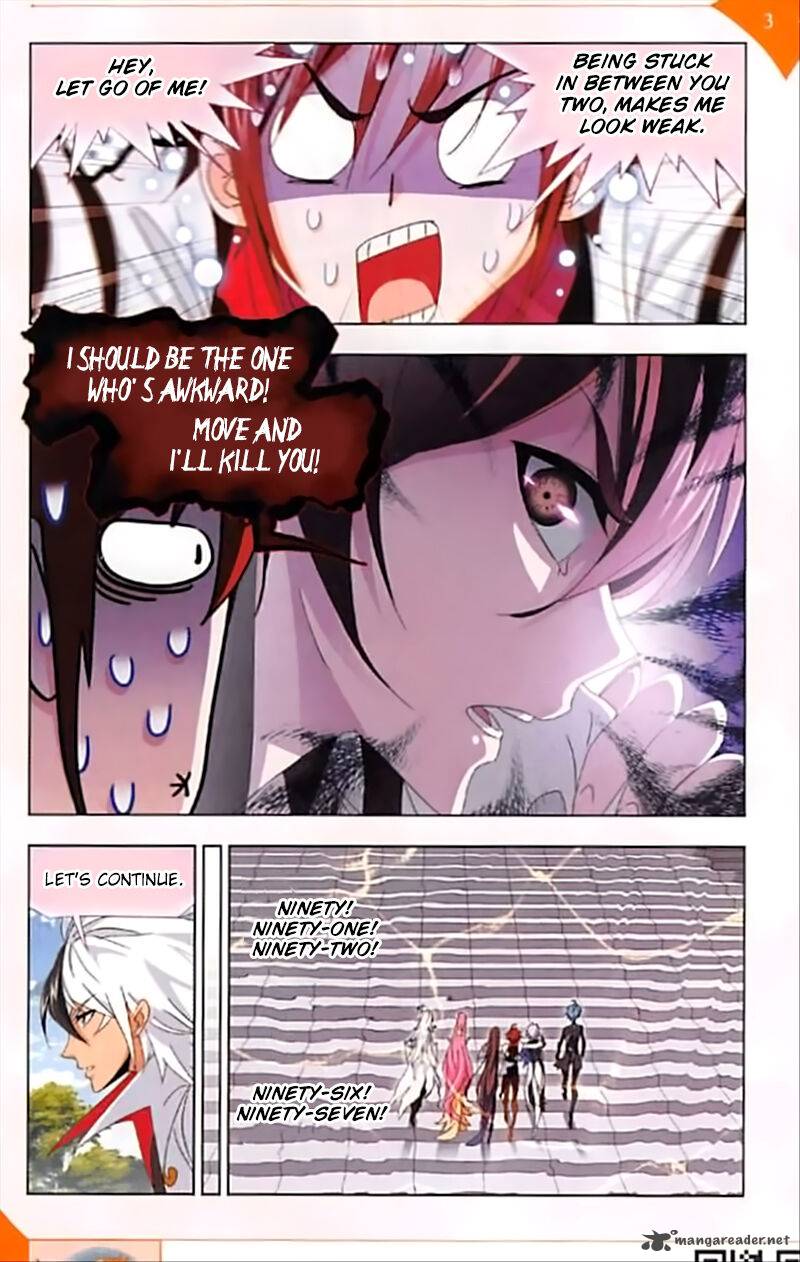 3
HEY,
LET GO OF ME!
BEING STUCK
IN BETWEEN YOU
TWO, MAKES ME
LOOK WEAK.
I SHOULD BE THE ONE
WHO'S AWKWARD!
MOVE AND
I'LL KILL YOU!
LET'S CONTINUE.
NINETY!
NINETY-ONE!
NINETY-TWO!
NINETY-SIX!
NINETY-SEVEN!
mangareader.net